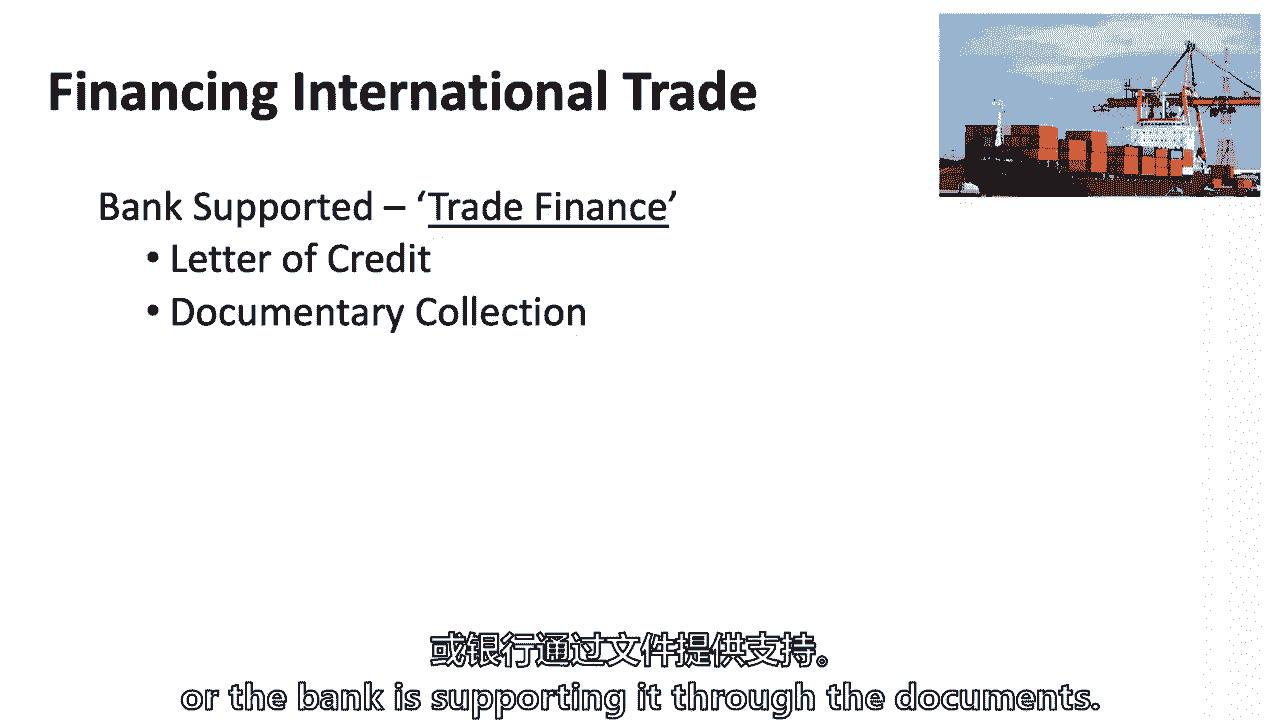 Financing International Trade
Bank Supported – ‘Trade Finance’
• Letter of Credit
• Documentary Collection
或银行通过文件提供支持。
or the bank is supporting it through the documents.